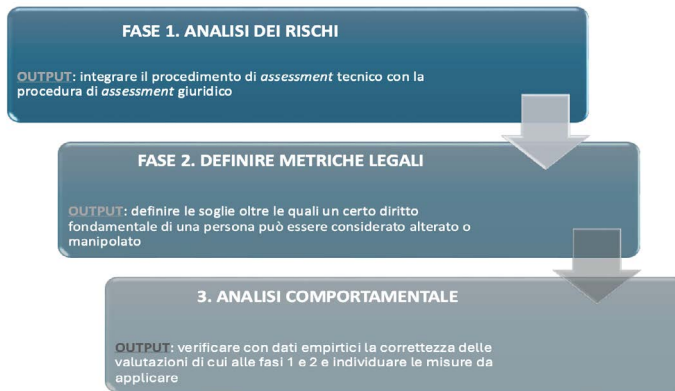 FASE 1. ANALISI DEI RISCHI
OUTPUT: integrare il procedimento di assessment tecnico con la
procedura di assessment giuridico
FASE 2. DEFINIRE METRICHE LEGALI
OUTPUT: definire le soglie oltre le quali un certo diritto
fondamentale di una persona può essere considerato alterato o
manipolato
3. ANALISI COMPORTAMENTALE
OUTPUT: verificare con dati empirtici la correttezza delle
valutazioni di cui alle fasi 1 e 2 e individuare le misure da
applicare